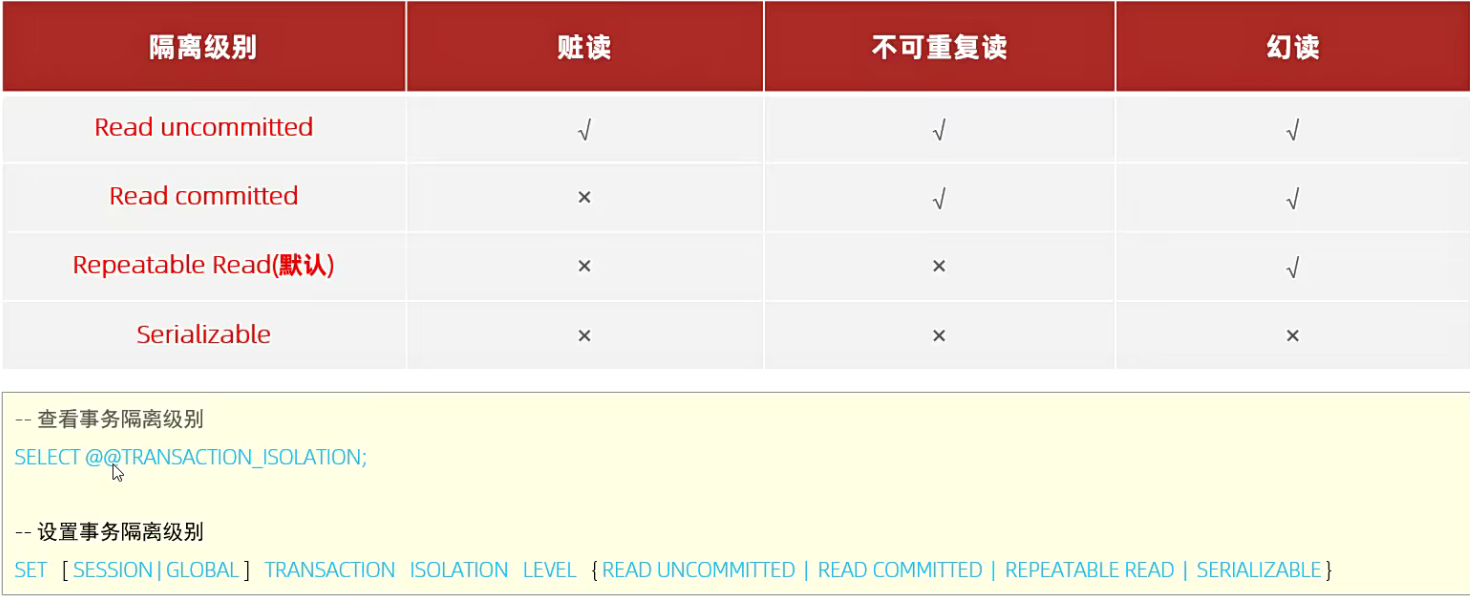 隔离级别 赃读 不可重复读 幻读
Read uncommitted √ √ √
Read committed × √ √
Repeatable Read(默认) × × √
Serializable × × ×
-- 查看事务隔离级别
SELECT @@TRANSACTION_ISOLATION;
-- 设置事务隔离级别
SET [ SESSION | GLOBAL ] TRANSACTION ISOLATION LEVEL { READ UNCOMMITTED | READ COMMITTED | REPEATABLE READ | SERIALIZABLE }